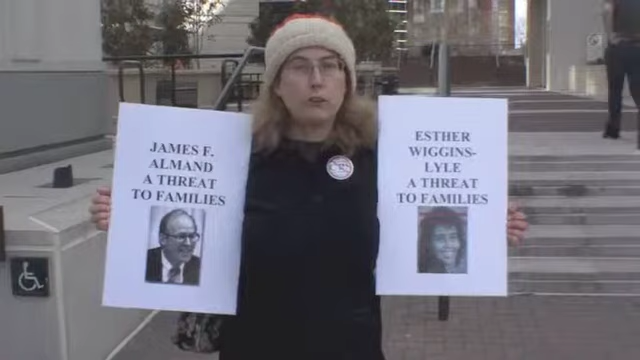 JAMES F.
ALMAND
A THREAT
TO FAMILIES
ESTHER
WIGGINS-
LYLE
A THREAT
TO FAMILIES